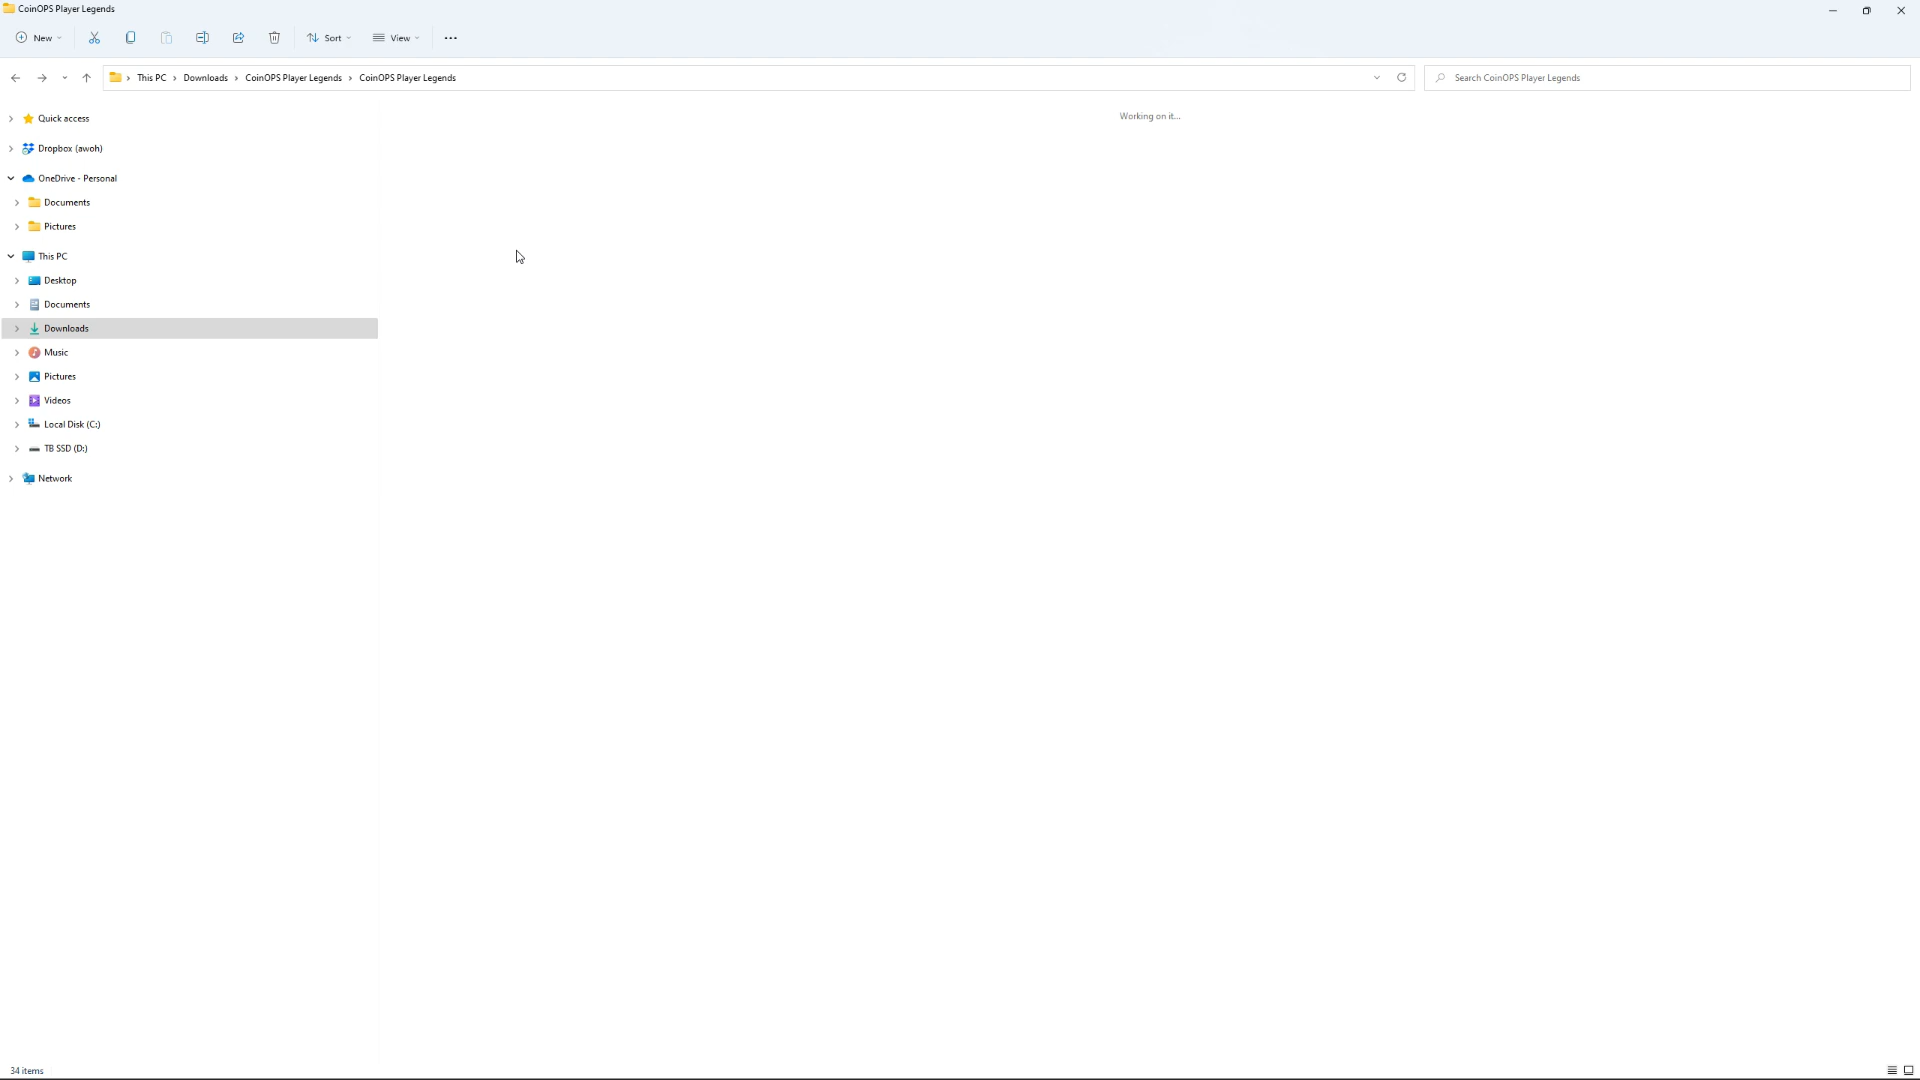 CoinOPS Player Legends
New
Sort
View
This PC
Downloads
CoinOPS Player Legends
CoinOPS Player Legends
Search CoinOPS Player Legends
Quick access
Dropbox (awoh)
OneDrive - Personal
Documents
Pictures
This PC
Desktop
Documents
Downloads
Music
Pictures
Videos
Local Disk (C:)
TB SSD (D:)
Network
Working on it...
34 items